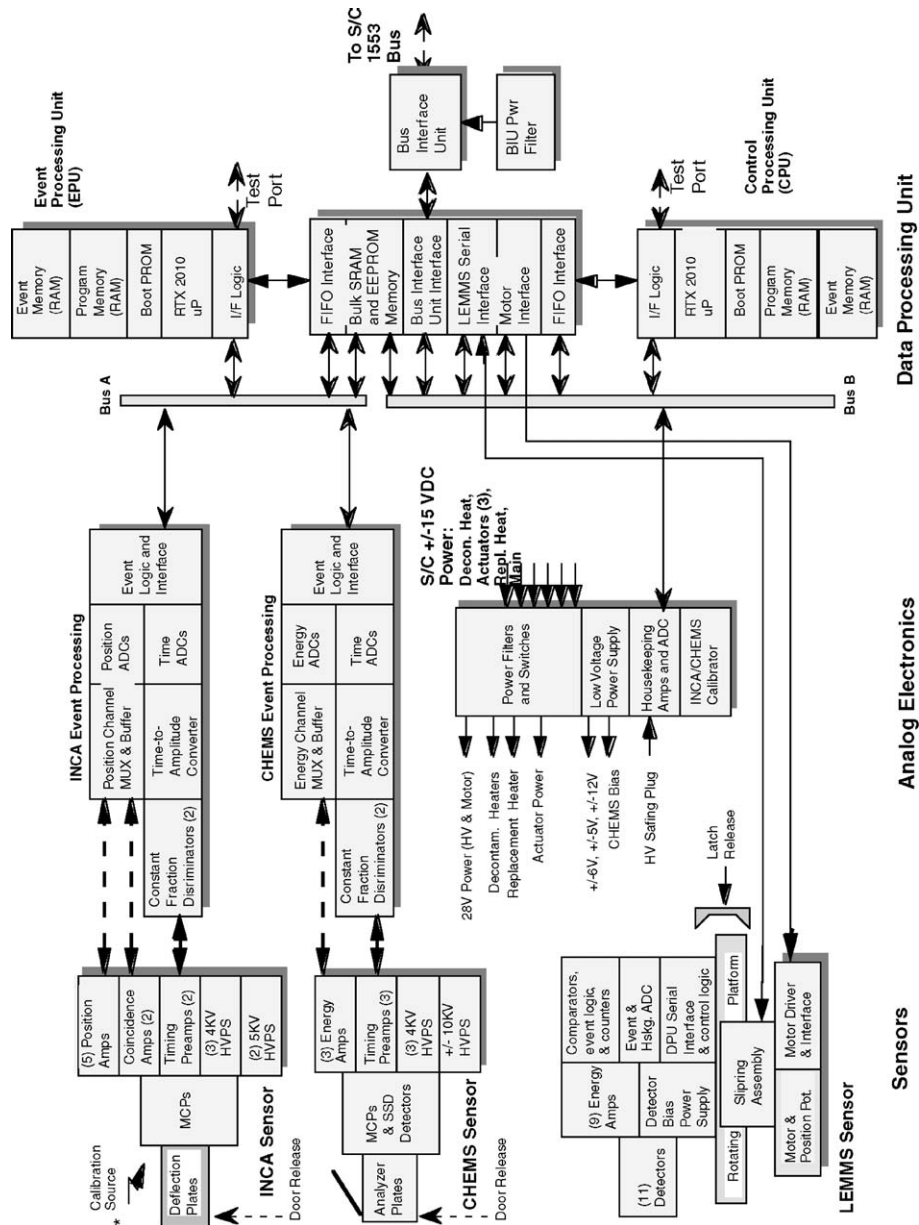 Calibration
Source
*
Deflection
Plates
Door Release
MCPs
(5) Position
Amps
Coincidence
Amps (2)
Timing
Preamps (2)
(3) 4KV
HVPS
(2) 5KV
HVPS
INCA Sensor
Analyzer
Plates
Door Release
MCPs
& SSD
Detectors
(3) Energy
Amps
Timing
Preamps (3)
(3) 4KV
HVPS
+/- 10KV
HVPS
CHEMS Sensor
(11)
Detectors
(9) Energy
Amps
Detector
Bias
Power
Supply
Comparators,
event logic,
& counters
Event &
Hskg. ADC
DPU Serial
Interface
& control logic
Rotating
Platform
Slipring
Assembly
Motor &
Position Pot.
Motor Driver
& Interface
Latch
Release
LEMMS Sensor
Sensors
INCA Event Processing
Position Channel
MUX & Buffer
Position
ADCs
Event
Logic and
Interface
Constant
Fraction
Disriminators (2)
Time-to-
Amplitude
Converter
Time
ADCs
CHEMS Event Processing
Energy Channel
MUX & Buffer
Energy
ADCs
Event
Logic and
Interface
Constant
Fraction
Disriminators (2)
Time-to-
Amplitude
Converter
Time
ADCs
S/C +/-15 VDC
Power:
Decon. Heat,
Actuators (3),
Repl. Heat,
Main
28V Power (HV & Motor)
Decontam. Heaters
Replacement Heater
Actuator Power
+/-6V, +/-5V, +/-12V
CHEMS Bias
HV Safing Plug
Power Filters
and Switches
Low Voltage
Power Supply
Housekeeping
Amps and ADC
INCA/CHEMS
Calibrator
Analog Electronics
Bus A
Bus B
Event
Processing Unit
(EPU)
Event
Memory
(RAM)
Program
Memory
(RAM)
Boot PROM
RTX 2010
uP
I/F Logic
Test
Port
FIFO Interface
Bulk SRAM
and EEPROM
Memory
Bus Interface
Unit Interface
LEMMS Serial
Interface
Motor
Interface
FIFO Interface
To S/C
1553
Bus
Bus
Interface
Unit
BIU Pwr
Filter
Control
Processing Unit
(CPU)
Test
Port
I/F Logic
RTX 2010
uP
Boot PROM
Program
Memory
(RAM)
Event
Memory
(RAM)
Data Processing Unit